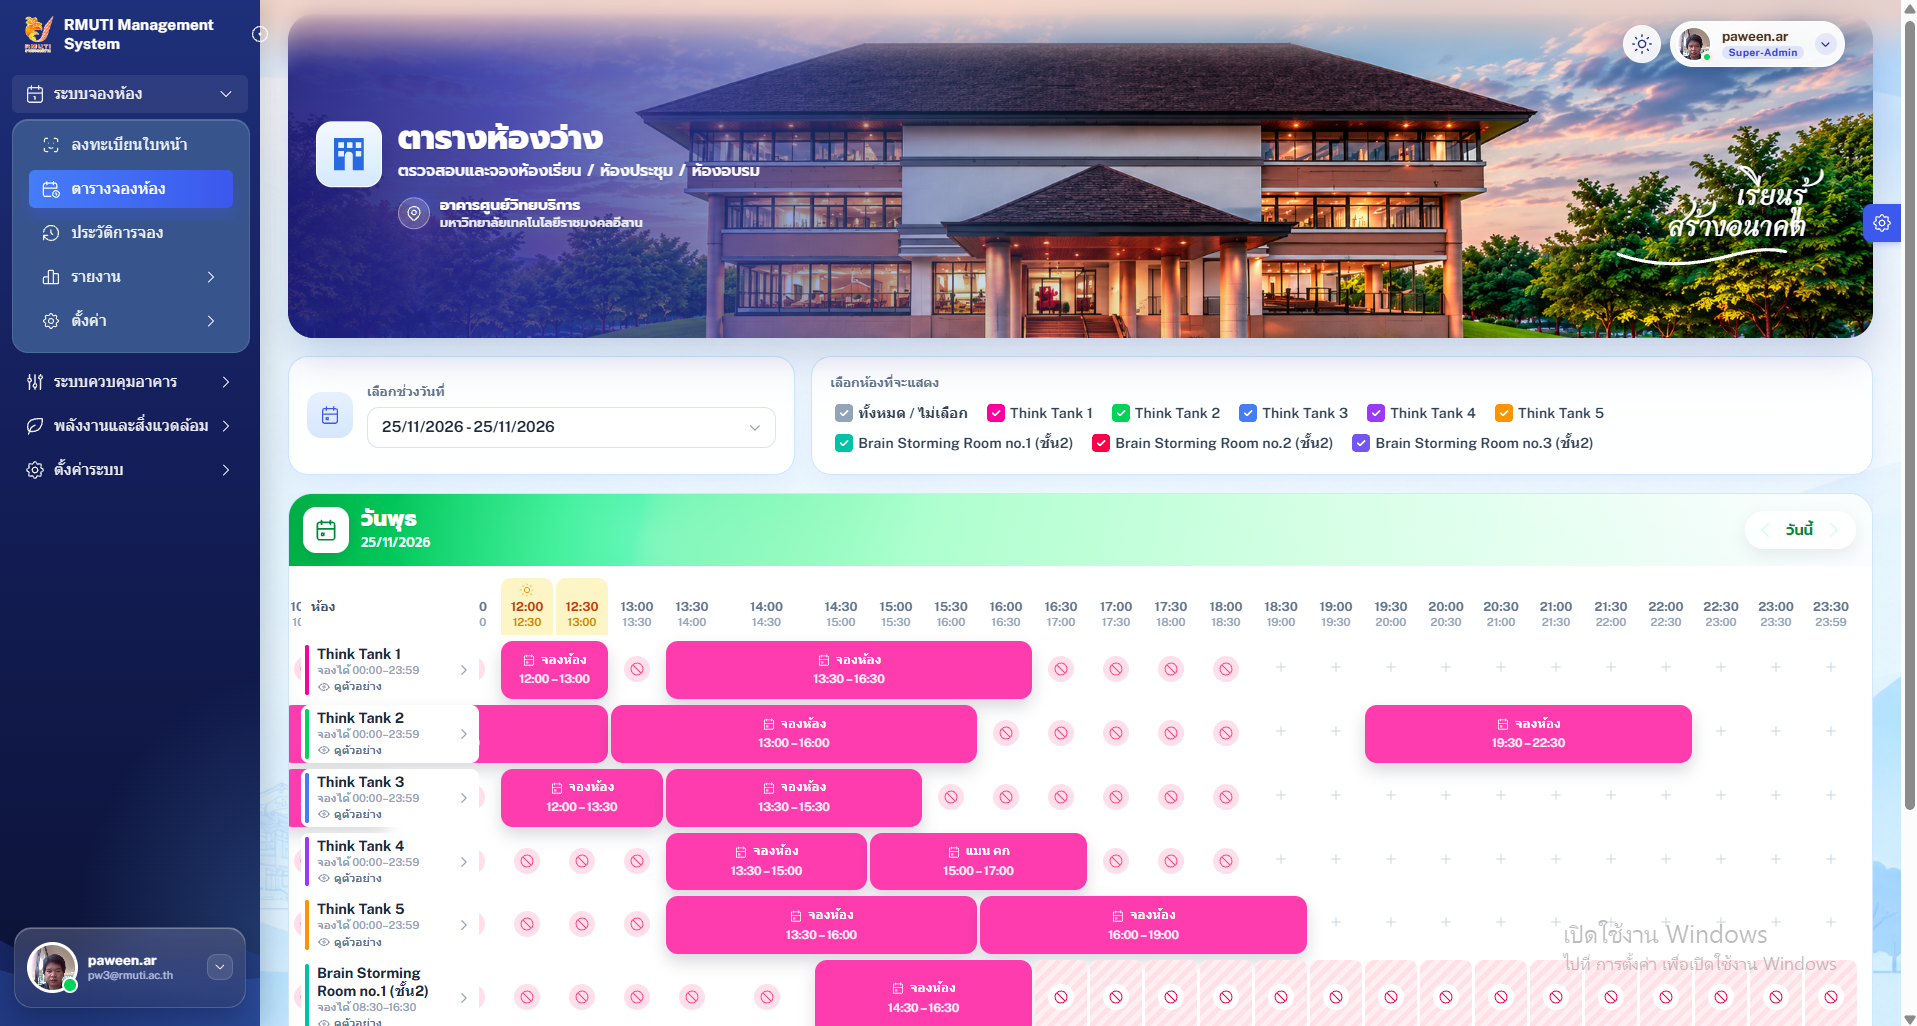 RMUTI Management
System
ระบบจองห้อง
ลงทะเบียนใบหน้า
ตารางจองห้อง
ประวัติการจอง
รายงาน
ตั้งค่า
ระบบควบคุมอาคาร
พลังงานและสิ่งแวดล้อม
ตั้งค่าระบบ
paween.ar
pw3@rmuti.ac.th
paween.ar
Super-Admin
ตารางห้องว่าง
ตรวจสอบและจองห้องเรียน / ห้องประชุม / ห้องอบรม
อาคารศูนย์วิทยบริการ
มหาวิทยาลัยเทคโนโลยีราชมงคลอีสาน
เรียนรู้
สร้างอนาคต
เลือกช่วงวันที่
25/11/2026 - 25/11/2026
เลือกห้องที่จะแสดง
ทั้งหมด / ไม่เลือก Think Tank 1 Think Tank 2 Think Tank 3 Think Tank 4 Think Tank 5
Brain Storming Room no.1 (ชั้น2) Brain Storming Room no.2 (ชั้น2) Brain Storming Room no.3 (ชั้น2)
วันพุธ
25/11/2026
วันนี้
10 ห้อง 0 12:00 12:30 13:00 13:30 14:00 14:30 15:00 15:30 16:00 16:30 17:00 17:30 18:00 18:30 19:00 19:30 20:00 20:30 21:00 21:30 22:00 22:30 23:00 23:30
10 0 12:30 13:00 13:30 14:00 14:30 15:00 15:30 16:00 16:30 17:00 17:30 18:00 18:30 19:00 19:30 20:00 20:30 21:00 21:30 22:00 22:30 23:00 23:30 23:59
Think Tank 1
จองได้ 00:00-23:59
ดูตัวอย่าง
จองห้อง
12:00 – 13:00
จองห้อง
13:30 – 16:30
Think Tank 2
จองได้ 00:00-23:59
ดูตัวอย่าง
จองห้อง
13:00 – 16:00
จองห้อง
19:30 – 22:30
Think Tank 3
จองได้ 00:00-23:59
ดูตัวอย่าง
จองห้อง
12:00 – 13:30
จองห้อง
13:30 – 15:30
Think Tank 4
จองได้ 00:00-23:59
ดูตัวอย่าง
จองห้อง
13:30 – 15:00
แบน คก
15:00 – 17:00
Think Tank 5
จองได้ 00:00-23:59
ดูตัวอย่าง
จองห้อง
13:30 – 16:00
จองห้อง
16:00 – 19:00
Brain Storming
Room no.1 (ชั้น2)
จองได้ 08:30-16:30
ดูตัวอย่าง
จองห้อง
14:30 – 16:30
เปิดใช้งาน Windows
ไปที่ การตั้งค่า เพื่อเปิดใช้งาน Windows